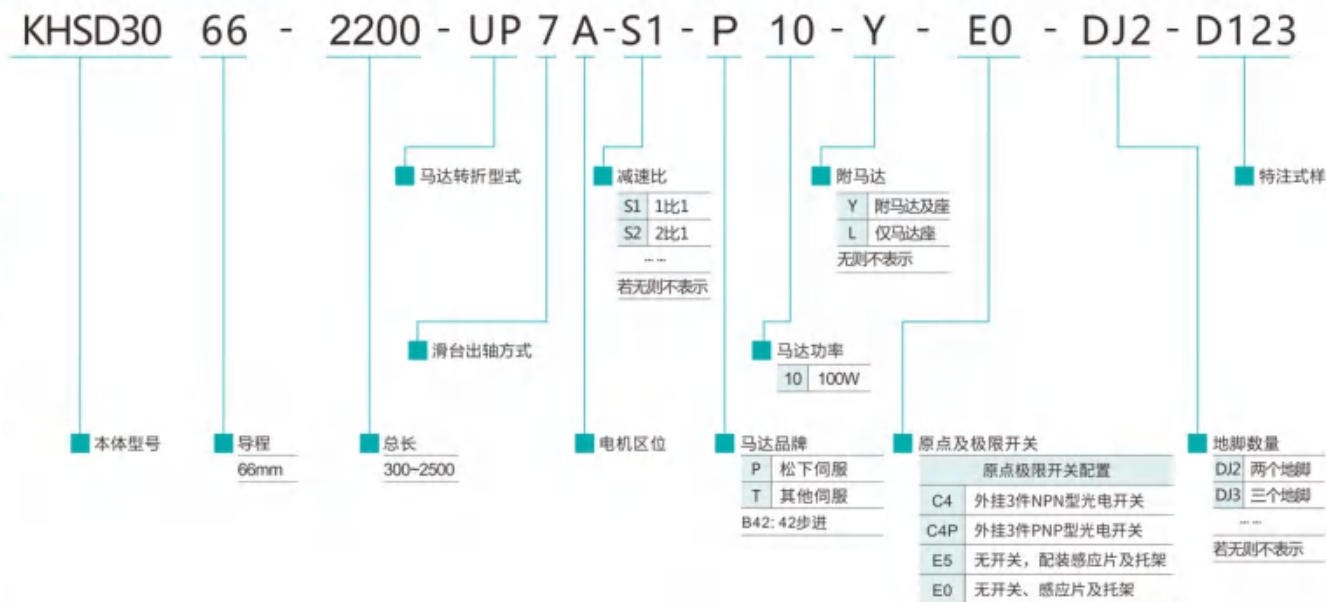 KHSD30 66 - 2200 - UP 7 A - S1 - P 10 - Y - E0 - DJ2 - D123
马达转折型式
减速比
S1 1比1
S2 2比1
... ...
若无则不表示
附马达
Y 附马达及座
L 仅马达座
无则不表示
特注式样
滑台出轴方式
马达功率
10 100W
本体型号
导程
66mm
总长
300~2500
电机区位
马达品牌
P 松下伺服
T 其他伺服
B42: 42步进
原点及极限开关
原点极限开关配置
C4 外挂3件NPN型光电开关
C4P 外挂3件PNP型光电开关
E5 无开关，配装感应片及托架
E0 无开关、感应片及托架
地脚数量
DJ2 两个地脚
DJ3 三个地脚
... ...
若无则不表示